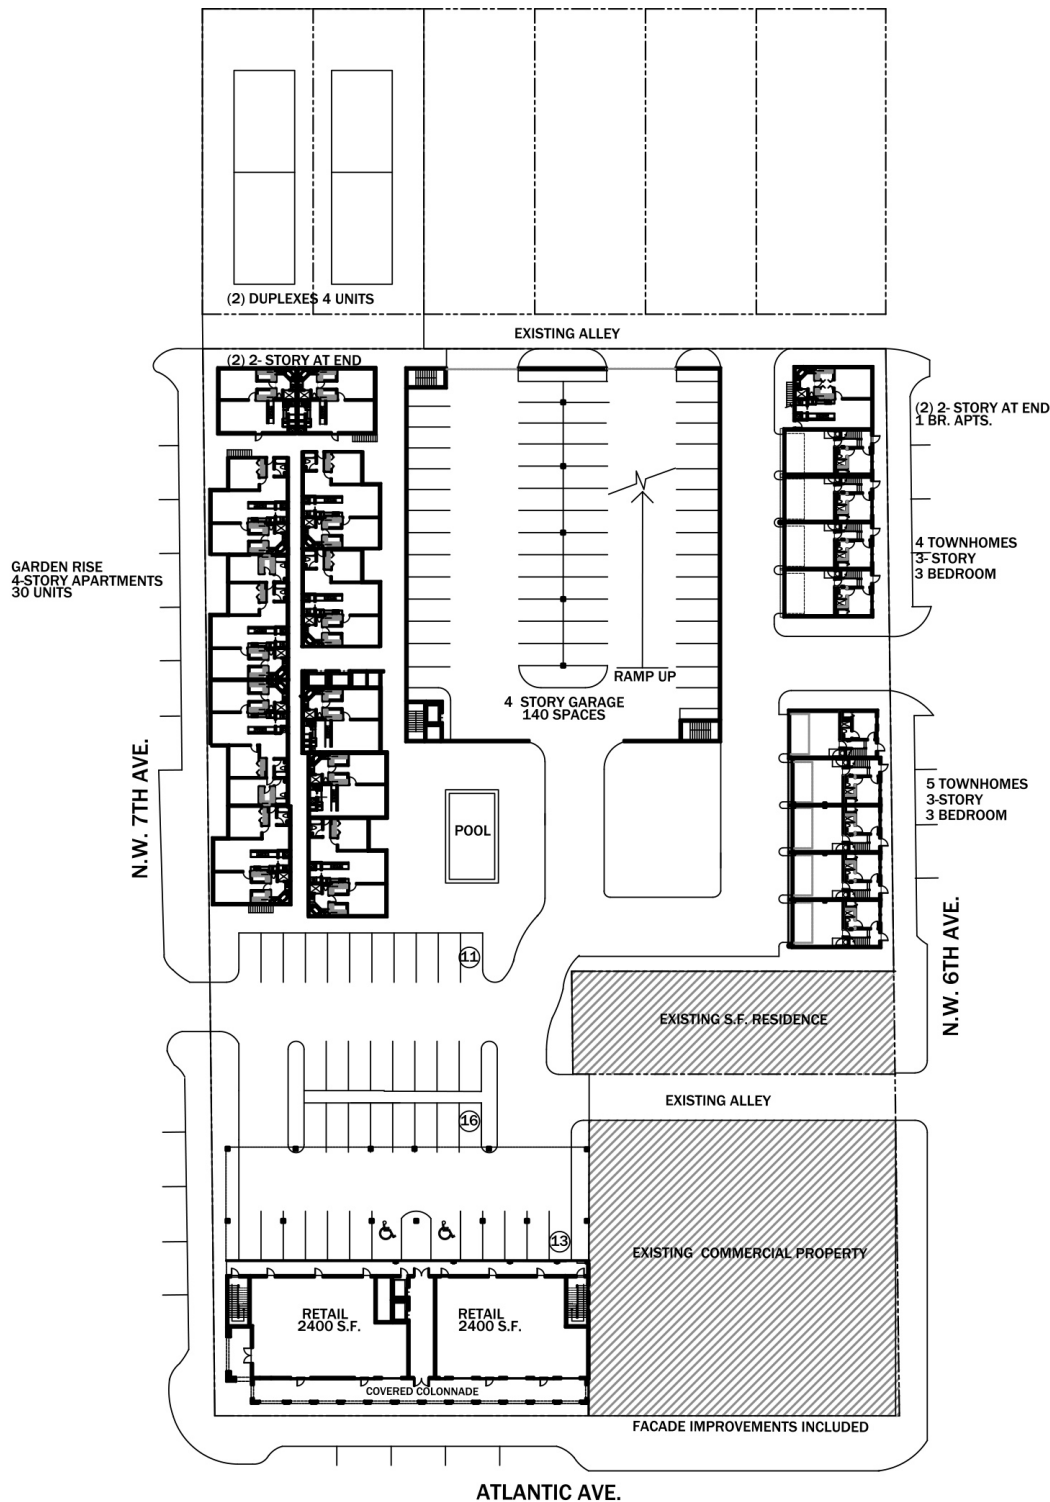 (2) DUPLEXES 4 UNITS
EXISTING ALLEY
(2) 2- STORY AT END
(2) 2- STORY AT END
1 BR. APTS.
4 TOWNHOMES
3- STORY
3 BEDROOM
GARDEN RISE
4-STORY APARTMENTS
30 UNITS
RAMP UP
4 STORY GARAGE
140 SPACES
N.W. 7TH AVE.
5 TOWNHOMES
3-STORY
3 BEDROOM
POOL
N.W. 6TH AVE.
11
EXISTING S.F. RESIDENCE
EXISTING ALLEY
16
13
EXISTING COMMERCIAL PROPERTY
RETAIL
2400 S.F.
RETAIL
2400 S.F.
COVERED COLONNADE
FACADE IMPROVEMENTS INCLUDED
ATLANTIC AVE.